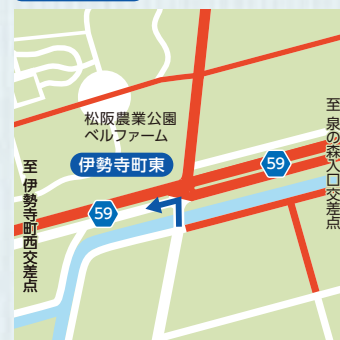 松阪農業公園
ベルファーム
伊勢寺町東
59
59
至 泉の森入口交差点
至 伊勢寺町西交差点